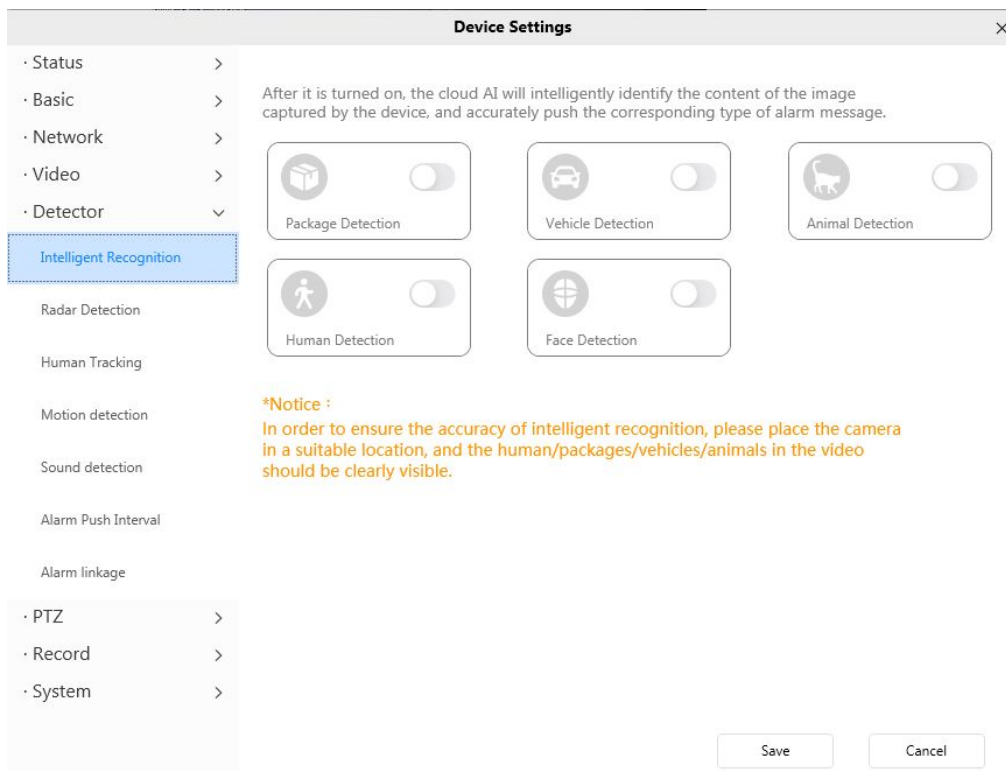 Device Settings
· Status
· Basic
· Network
· Video
· Detector
Intelligent Recognition
Radar Detection
Human Tracking
Motion detection
Sound detection
Alarm Push Interval
Alarm linkage
· PTZ
· Record
· System
After it is turned on, the cloud AI will intelligently identify the content of the image
captured by the device, and accurately push the corresponding type of alarm message.
Package Detection
Vehicle Detection
Animal Detection
Human Detection
Face Detection
*Notice：
In order to ensure the accuracy of intelligent recognition, please place the camera
in a suitable location, and the human/packages/vehicles/animals in the video
should be clearly visible.
Save
Cancel